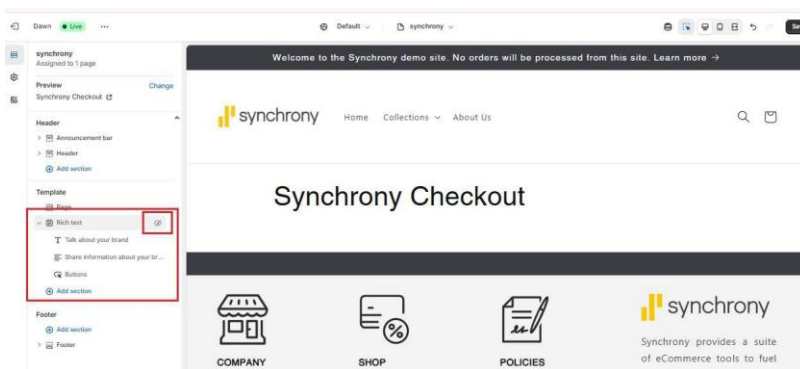 Dawn Live ... Default synchrony
synchrony
Assigned to 1 page
Preview Change
Synchrony Checkout
Header
Announcement bar
Header
Add section
Template
Page
Rich text
Talk about your brand
Share information about your br...
Buttons
Add section
Footer
Add section
Footer
Welcome to the Synchrony demo site. No orders will be processed from this site. Learn more →
synchrony Home Collections About Us
Synchrony Checkout
COMPANY SHOP POLICIES
synchrony
Synchrony provides a suite
of eCommerce tools to fuel